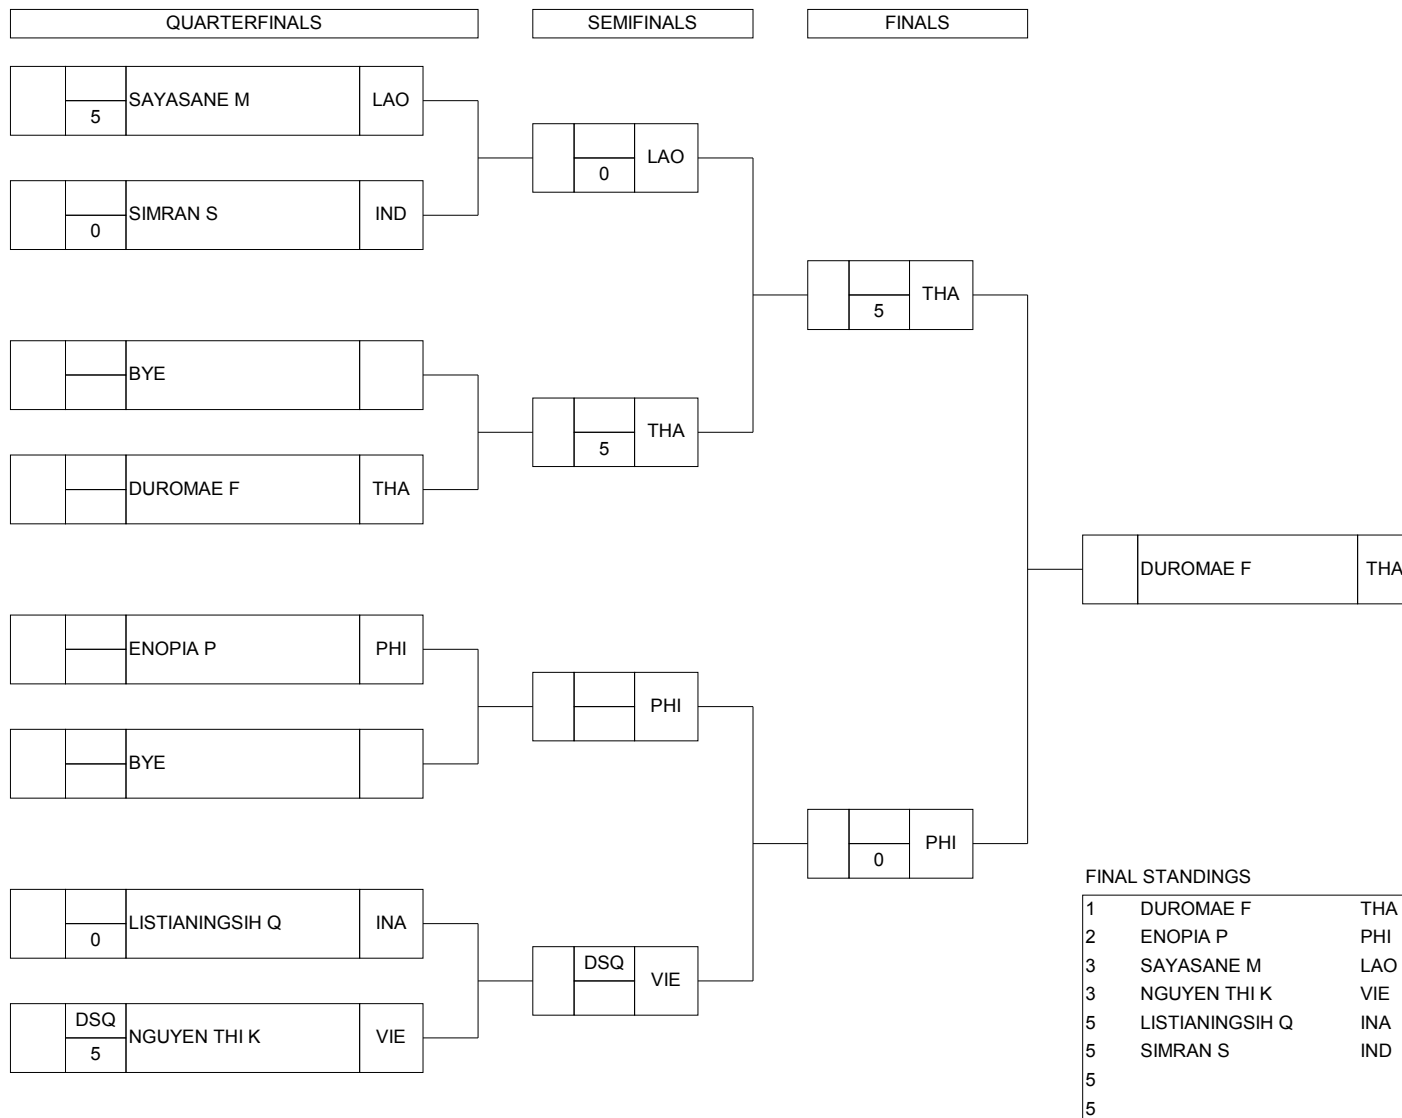 QUARTERFINALS SEMIFINALS FINALS
SAYASANE M LAO
5
LAO
0
SIMRAN S IND
0
THA
5
BYE
THA
5
DUROMAE F THA
DUROMAE F THA
ENOPIA P PHI
PHI
BYE
PHI
0
FINAL STANDINGS
LISTIANINGSIH Q INA
0
DSQ
VIE
DSQ
NGUYEN THI K VIE
5
1 DUROMAE F THA
2 ENOPIA P PHI
3 SAYASANE M LAO
3 NGUYEN THI K VIE
5 LISTIANINGSIH Q INA
5 SIMRAN S IND
5
5